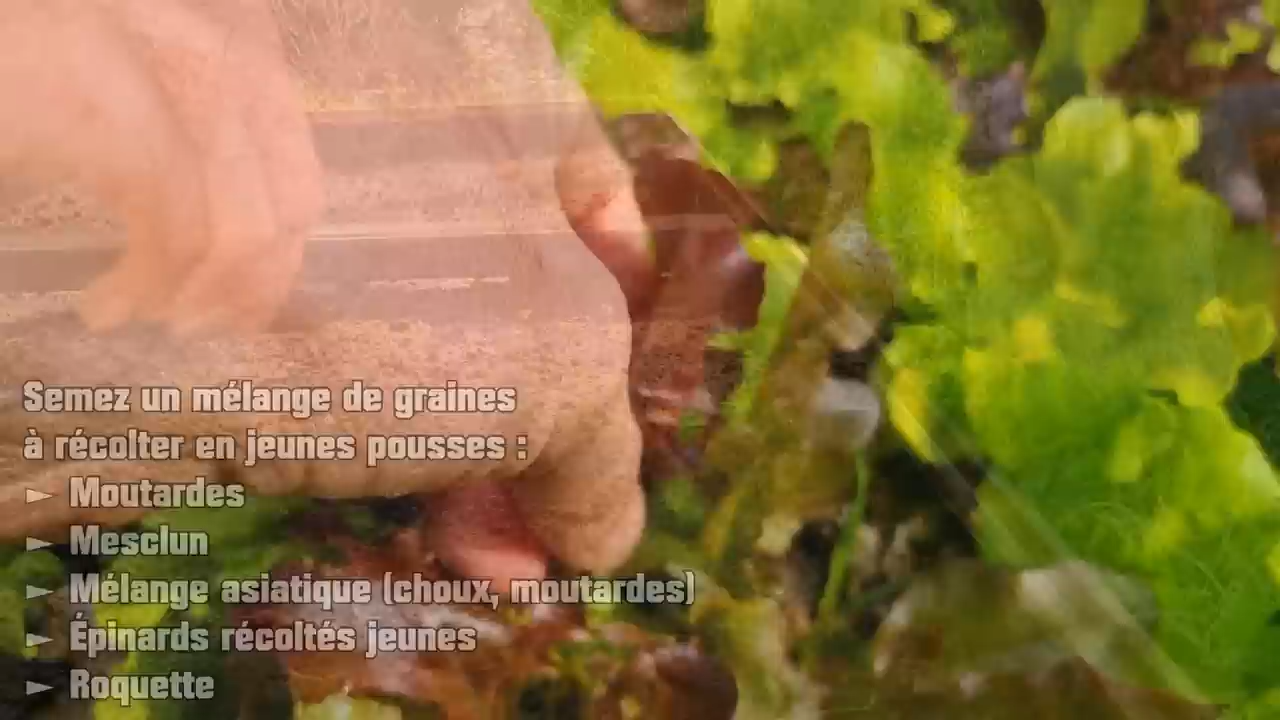 Semez un mélange de graines
à récolter en jeunes pousses :
► Moutardes
► Mesclun
► Mélange asiatique (choux, moutardes)
► Épinards récoltés jeunes
► Roquette